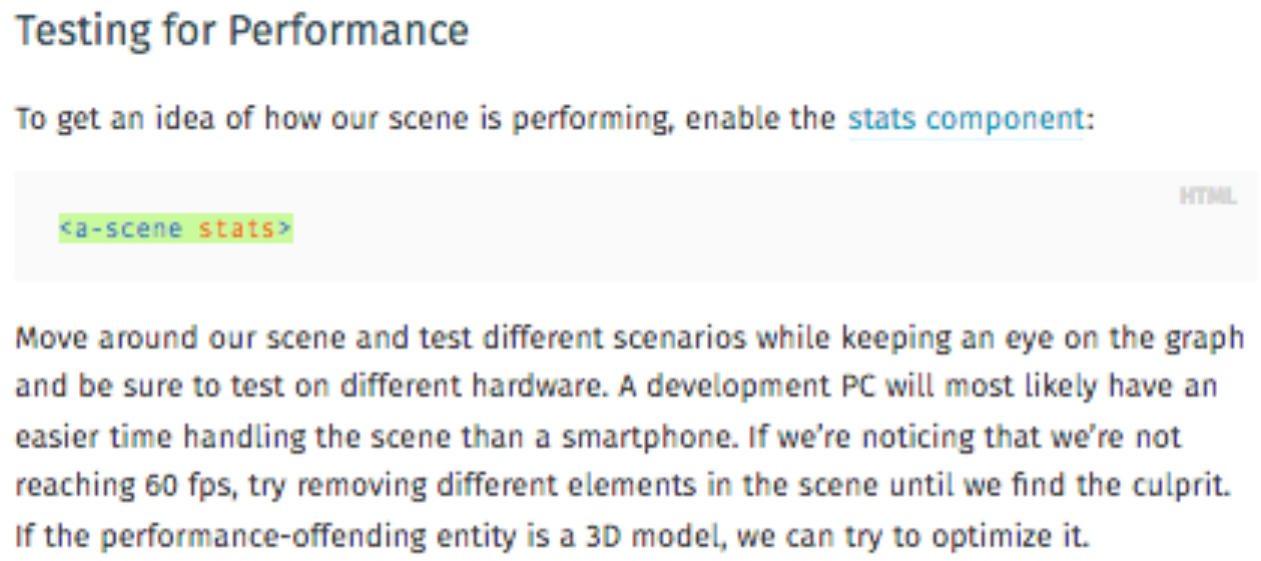 Testing for Performance
To get an idea of how our scene is performing, enable the stats component:
HTML
<a-scene stats>
Move around our scene and test different scenarios while keeping an eye on the graph
and be sure to test on different hardware. A development PC will most likely have an
easier time handling the scene than a smartphone. If we’re noticing that we’re not
reaching 60 fps, try removing different elements in the scene until we find the culprit.
If the performance-offending entity is a 3D model, we can try to optimize it.